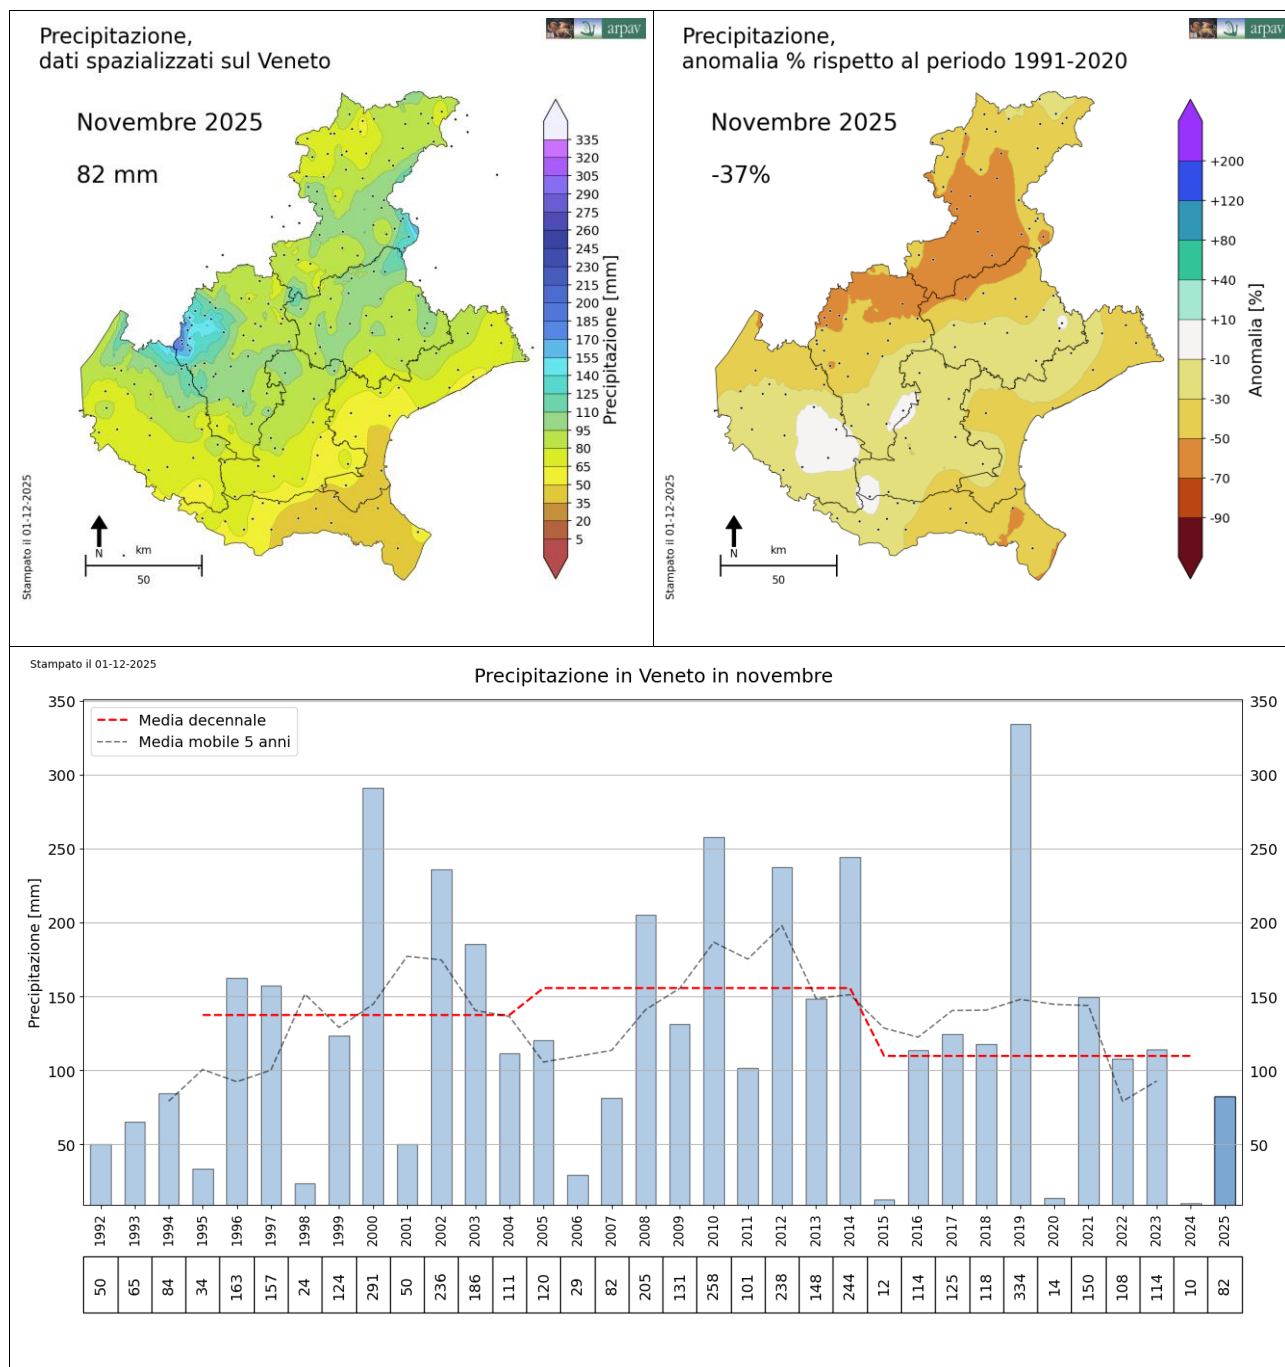 Precipitazione,
dati spazializzati sul Veneto
arpav
Novembre 2025
82 mm
335
320
305
290
275
260
245
230
215
200
185
170
155
140
125
110
95
80
65
50
35
20
5
Precipitazione [mm]
Stampato il 01-12-2025
N
km
50
Precipitazione,
anomalia % rispetto al periodo 1991-2020
arpav
Novembre 2025
-37%
+200
+120
+80
+40
+10
-10
-30
-50
-70
-90
Anomalia [%]
Stampato il 01-12-2025
N
km
50
Stampato il 01-12-2025
Precipitazione in Veneto in novembre
Media decennale
Media mobile 5 anni
350 350
300 300
250 250
200 200
150 150
100 100
50 50
Precipitazione [mm]
1992 1993 1994 1995 1996 1997 1998 1999 2000 2001 2002 2003 2004 2005 2006 2007 2008 2009 2010 2011 2012 2013 2014 2015 2016 2017 2018 2019 2020 2021 2022 2023 2024 2025
50 65 84 34 163 157 24 124 291 50 236 186 111 120 29 82 205 131 258 101 238 148 244 12 114 125 118 334 14 150 108 114 10 82